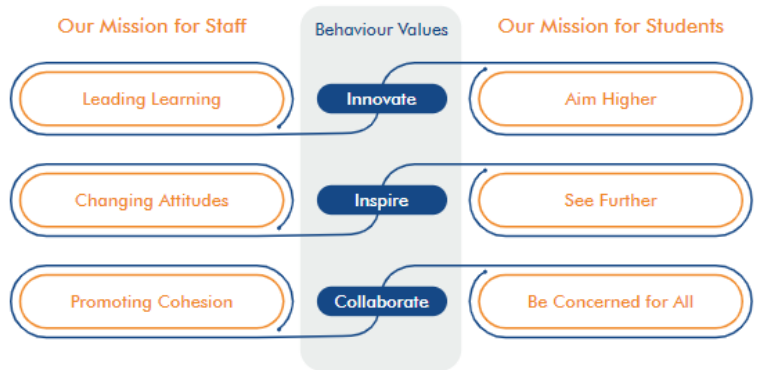 Our Mission for Staff
Behaviour Values
Our Mission for Students
Leading Learning
Innovate
Aim Higher
Changing Attitudes
Inspire
See Further
Promoting Cohesion
Collaborate
Be Concerned for All